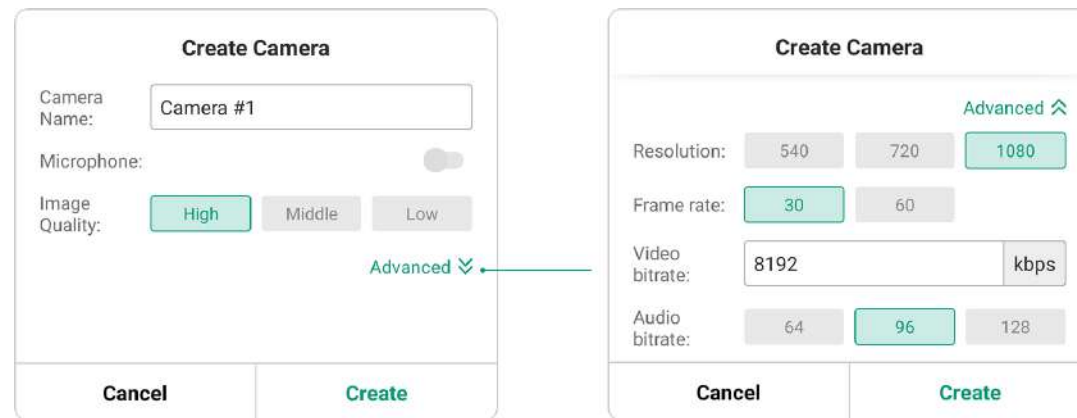 Create Camera
Camera
Name:
Camera #1
Microphone:
Image
Quality:
High
Middle
Low
Advanced
Cancel
Create
Create Camera
Advanced
Resolution:
540
720
1080
Frame rate:
30
60
Video
bitrate:
8192
kbps
Audio
bitrate:
64
96
128
Cancel
Create